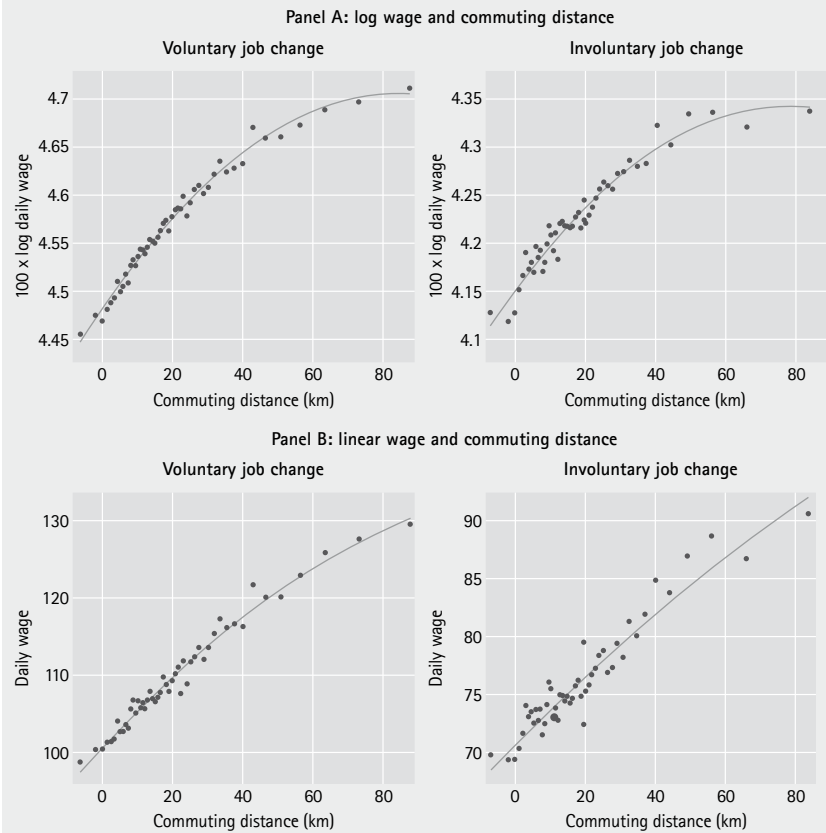 Panel A: log wage and commuting distance
Voluntary job change
100 x log daily wage
4.7
4.65
4.6
4.55
4.5
4.45
0 20 40 60 80
Commuting distance (km)
Involuntary job change
100 x log daily wage
4.35
4.3
4.25
4.2
4.15
4.1
0 20 40 60 80
Commuting distance (km)
Panel B: linear wage and commuting distance
Voluntary job change
Daily wage
130
120
110
100
0 20 40 60 80
Commuting distance (km)
Involuntary job change
Daily wage
90
85
80
75
70
0 20 40 60 80
Commuting distance (km)